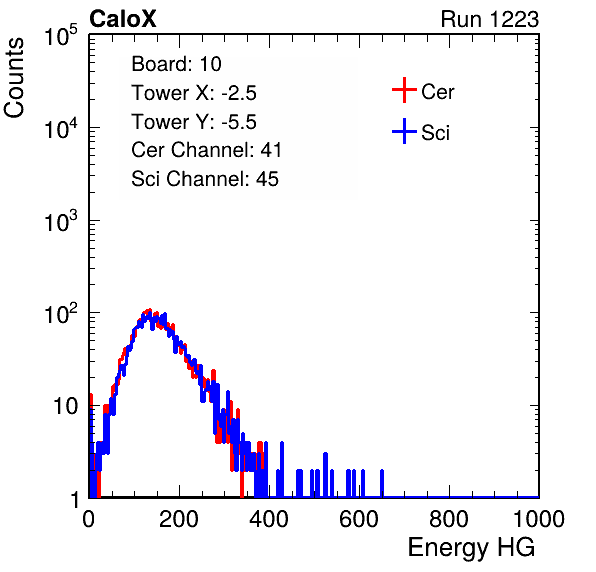 CaloX Run 1223
Counts
10^5
10^4
10^3
10^2
10
1
Board: 10
Tower X: -2.5
Tower Y: -5.5
Cer Channel: 41
Sci Channel: 45
Cer
Sci
0 200 400 600 800 1000
Energy HG